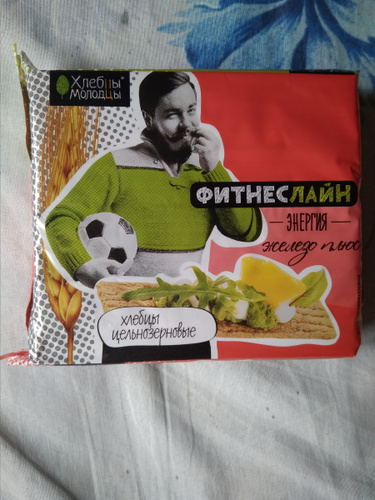 Хлебцы
Молодцы
ФИТНЕСЛАЙН
ЭНЕРГИЯ
железо плюс
хлебцы
цельнозерновые